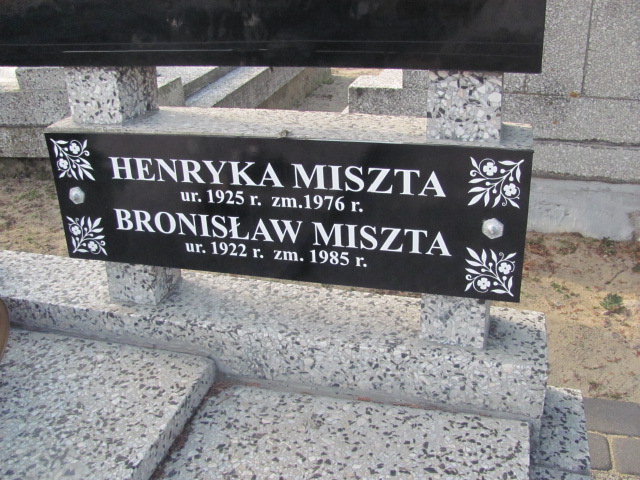 HENRYKA MISZTA
ur. 1925 r. zm.1976 r.
BRONISŁAW MISZTA
ur. 1922 r. zm. 1985 r.